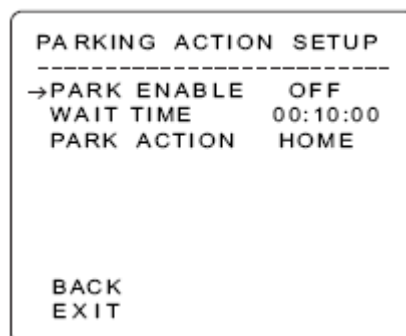 PARKING ACTION SETUP
---------------------------
→PARK ENABLE OFF
WAIT TIME 00:10:00
PARK ACTION HOME
BACK
EXIT